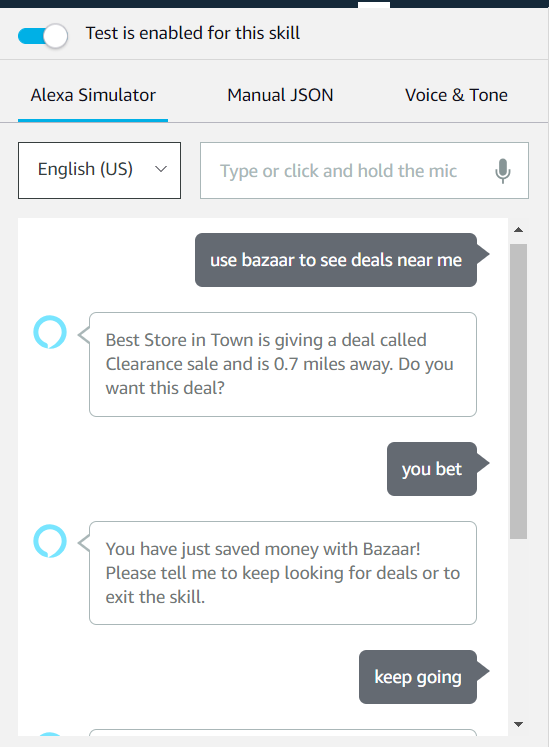 Test is enabled for this skill
Alexa Simulator
Manual JSON
Voice & Tone
English (US)
Type or click and hold the mic
use bazaar to see deals near me
Best Store in Town is giving a deal called
Clearance sale and is 0.7 miles away. Do you
want this deal?
you bet
You have just saved money with Bazaar!
Please tell me to keep looking for deals or to
exit the skill.
keep going